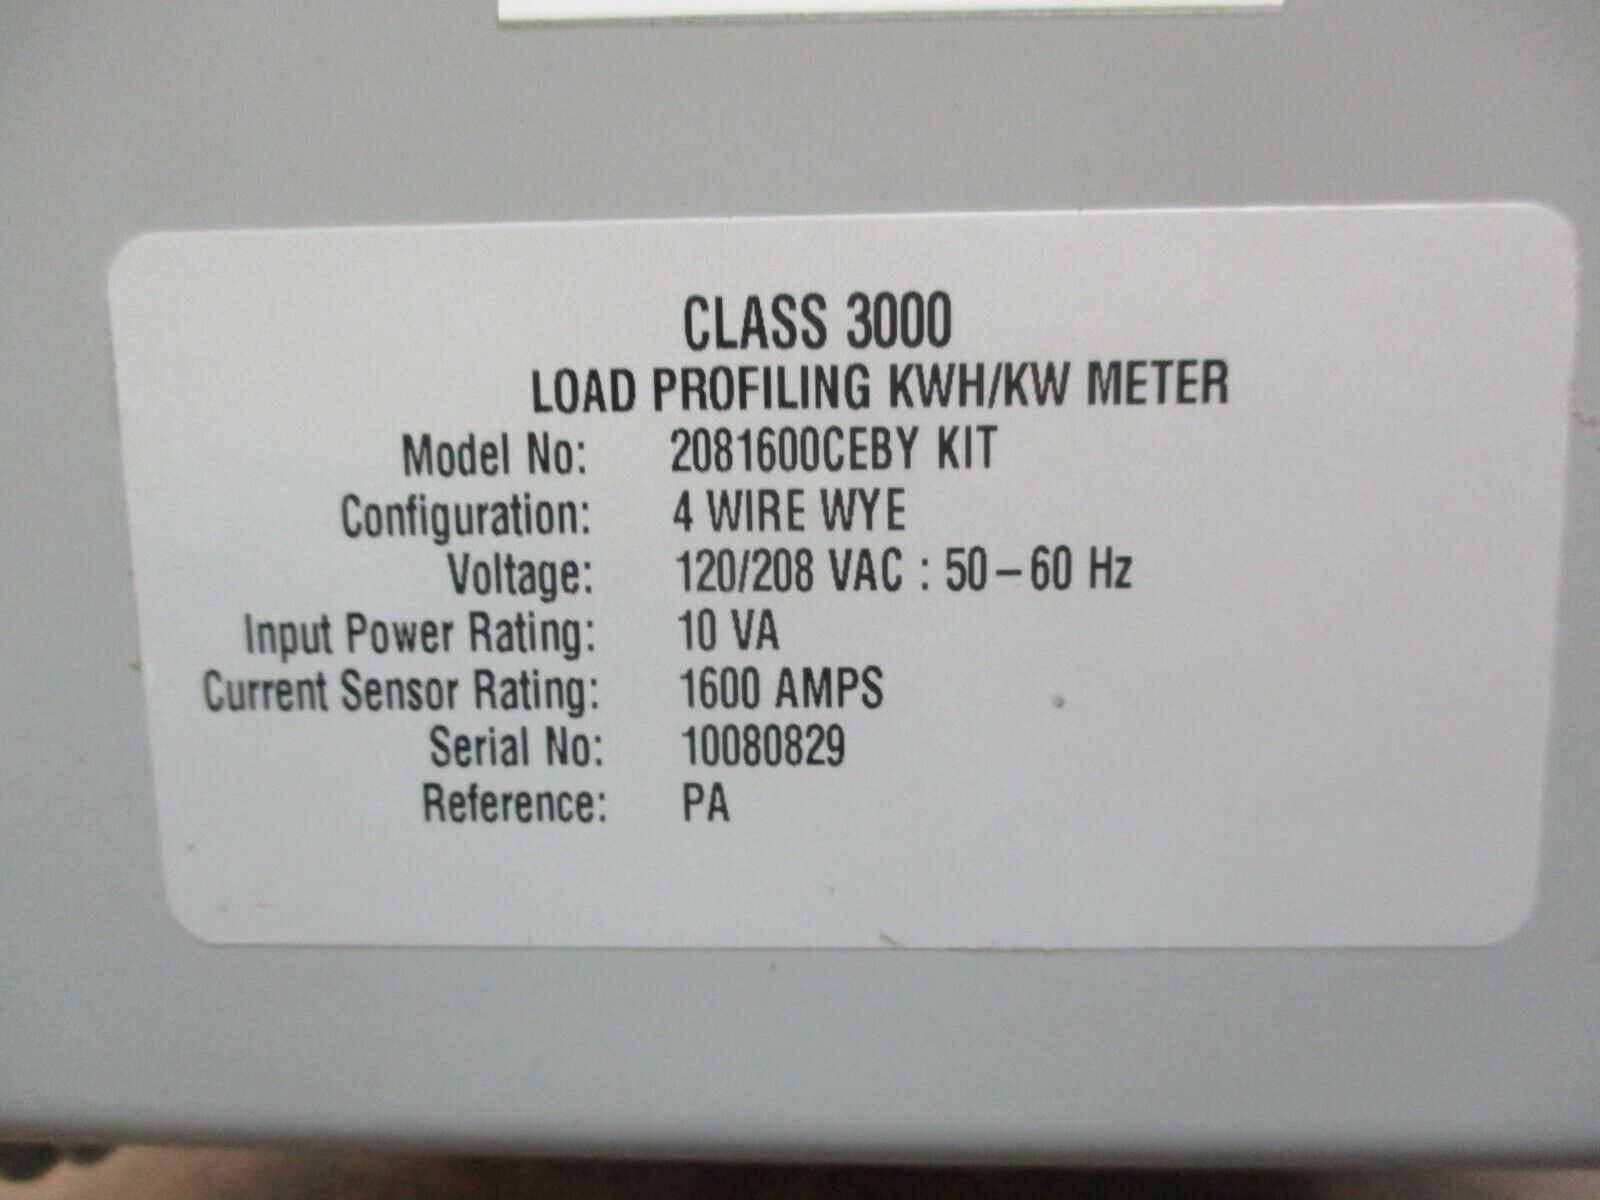 CLASS 3000
LOAD PROFILING KWH/KW METER
Model No: 2081600CEBY KIT
Configuration: 4 WIRE WYE
Voltage: 120/208 VAC : 50–60 Hz
Input Power Rating: 10 VA
Current Sensor Rating: 1600 AMPS
Serial No: 10080829
Reference: PA